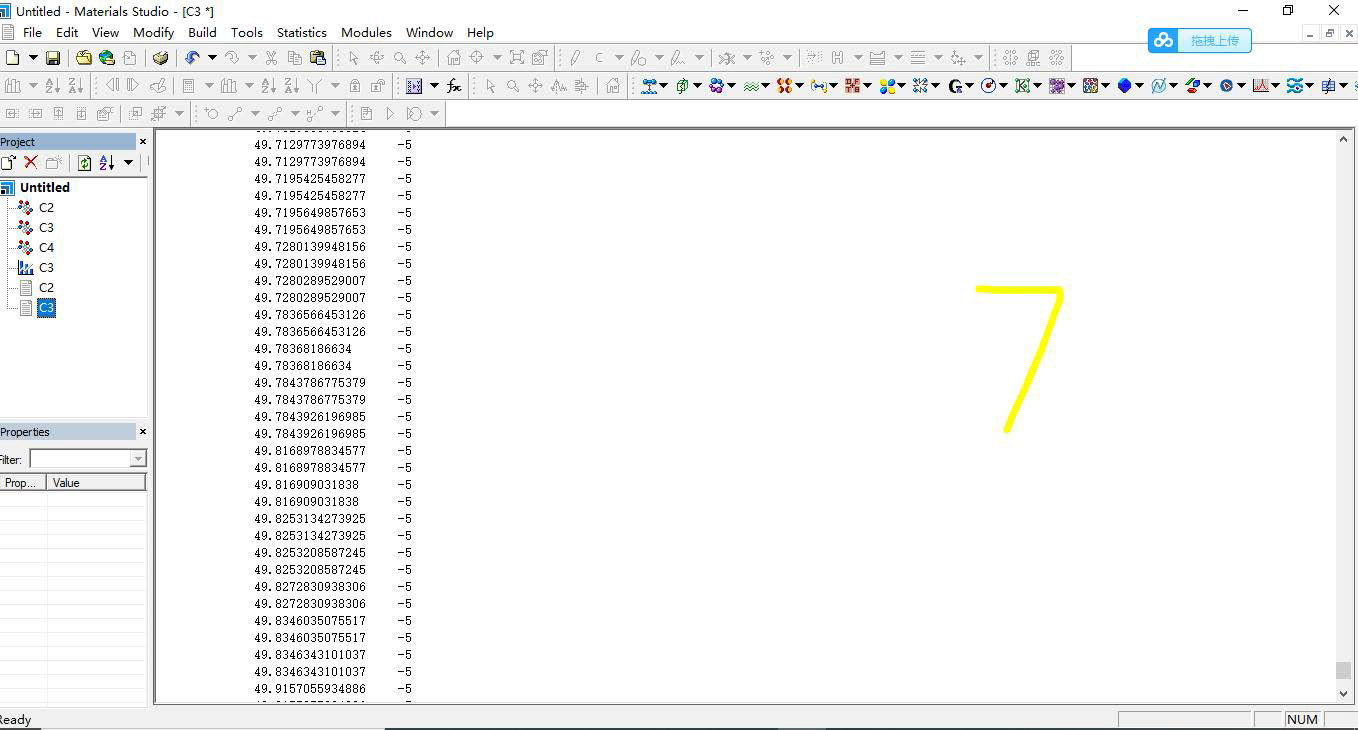 Untitled - Materials Studio - [C3 *]
File Edit View Modify Build Tools Statistics Modules Window Help
拖拽上传
Project
Untitled
C2
C3
C4
C3
C2
C3
Properties
Filter:
Prop... Value
49.7129773976894 -5
49.7129773976894 -5
49.7195425458277 -5
49.7195425458277 -5
49.7195649857653 -5
49.7195649857653 -5
49.7280139948156 -5
49.7280139948156 -5
49.7280289529007 -5
49.7280289529007 -5
49.7836566453126 -5
49.7836566453126 -5
49.78368186634 -5
49.78368186634 -5
49.7843786775379 -5
49.7843786775379 -5
49.7843926196985 -5
49.7843926196985 -5
49.8168978834577 -5
49.8168978834577 -5
49.816909031838 -5
49.816909031838 -5
49.8253134273925 -5
49.8253134273925 -5
49.8253208587245 -5
49.8253208587245 -5
49.8272830938306 -5
49.8272830938306 -5
49.8346035075517 -5
49.8346035075517 -5
49.8346343101037 -5
49.8346343101037 -5
49.9157055934886 -5
7
Ready
NUM